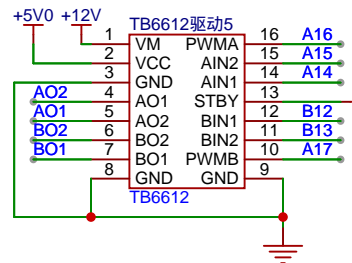 +5V0 +12V
TB6612驱动5
1 VM PWMA 16 A16
2 VCC AIN2 15 A15
3 GND AIN1 14 A14
AO2 4 AO1 STBY 13
AO1 5 AO2 BIN1 12 B12
BO2 6 BO2 BIN2 11 B13
BO1 7 BO1 PWMB 10 A17
8 GND GND 9
TB6612